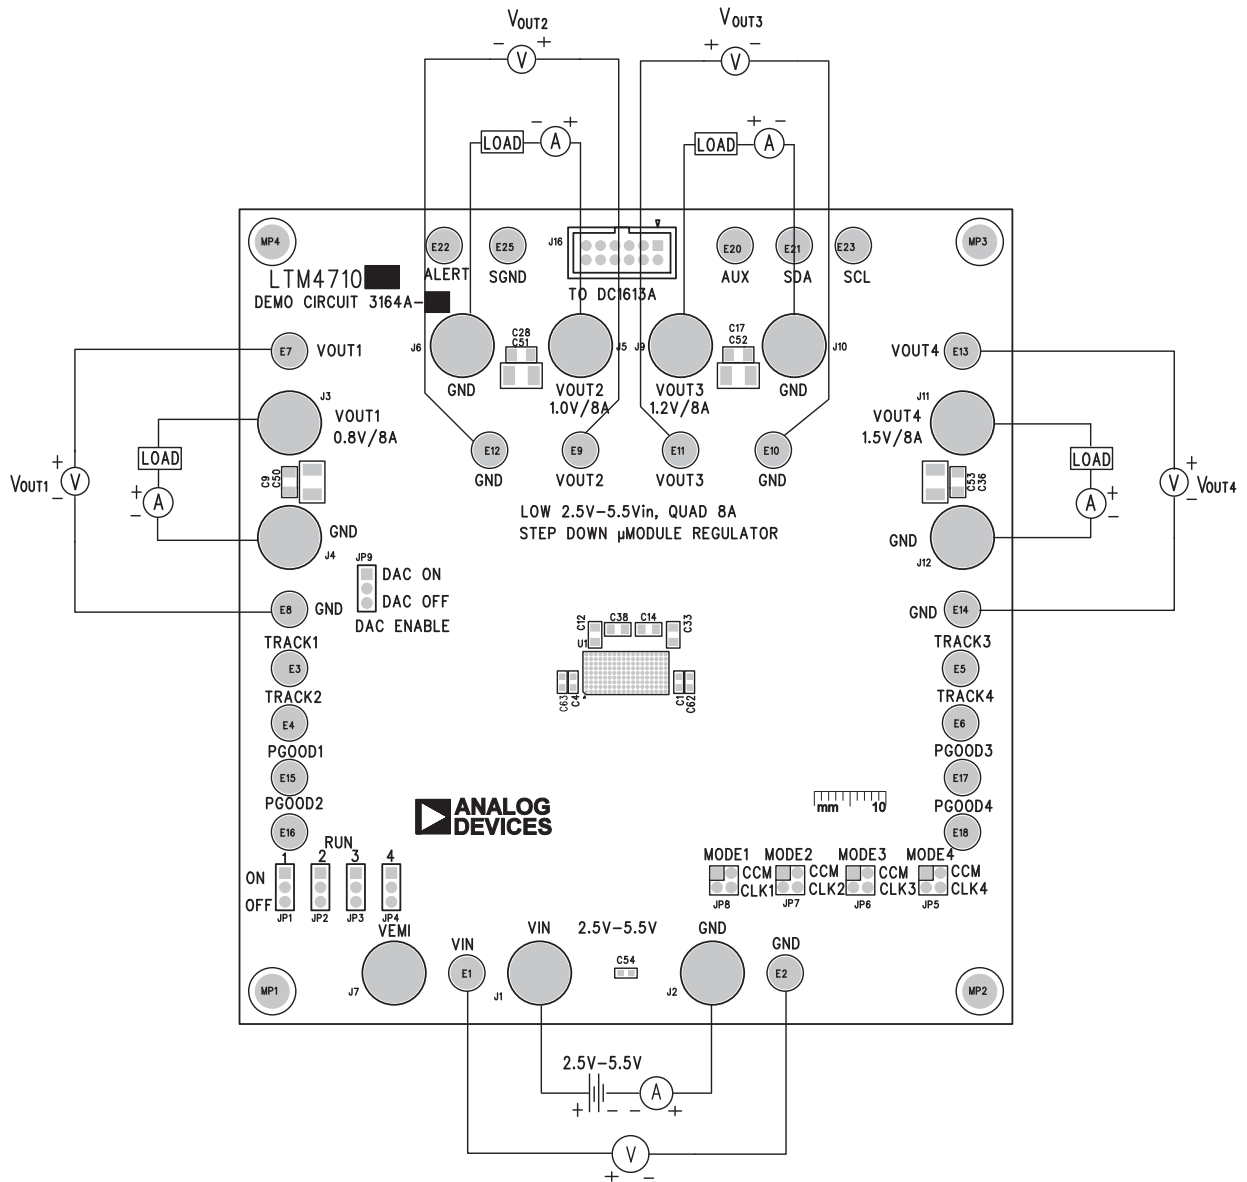 VOUT2
VOUT3
- V +
+ V -
- +
LOAD A
+ -
LOAD A
MP4
E22
ALERT
E25
SGND
J16
TO DC1613A
E20
AUX
E21
SDA
E23
SCL
MP3
LTM4710
DEMO CIRCUIT 3164A-
E7 VOUT1
J3
VOUT1
0.8V/8A
J6
GND
C28
C51
J5
VOUT2
1.0V/8A
J9
VOUT3
1.2V/8A
C17
C52
J10
GND
VOUT4 E13
J11
VOUT4
1.5V/8A
E12
GND
E9
VOUT2
E11
VOUT3
E10
GND
VOUT1
+
V
-
LOAD
+
A
-
C9
C50
GND
J4
LOW 2.5V-5.5Vin, QUAD 8A
STEP DOWN µMODULE REGULATOR
C53
C36
GND
J12
LOAD
+
A
-
+
V
-
VOUT4
JP9
DAC ON
DAC OFF
DAC ENABLE
E8 GND
GND E14
TRACK1
E3
TRACK2
E4
PGOOD1
E15
PGOOD2
E16
C12
C38
C14
C33
U1
C63
C4
C1
C62
TRACK3
E5
TRACK4
E6
PGOOD3
E17
PGOOD4
E18
ANALOG
DEVICES
mm 10
RUN
1 2 3 4
ON
OFF
JP1 JP2 JP3 JP4
MODE1 MODE2 MODE3 MODE4
CCM CCM CCM CCM
CLK1 CLK2 CLK3 CLK4
JP8 JP7 JP6 JP5
VEMI
J7
VIN
E1
VIN
J1
2.5V-5.5V
C54
GND
J2
GND
E2
MP1
MP2
2.5V-5.5V
A
+ - - +
V
+ -